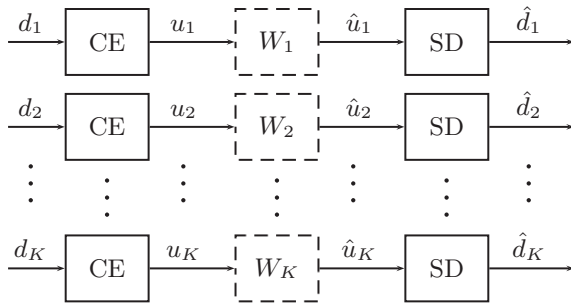 d₁ CE u₁ W₁ û₁ SD d̂₁
d₂ CE u₂ W₂ û₂ SD d̂₂
d_K CE u_K W_K û_K SD d̂_K